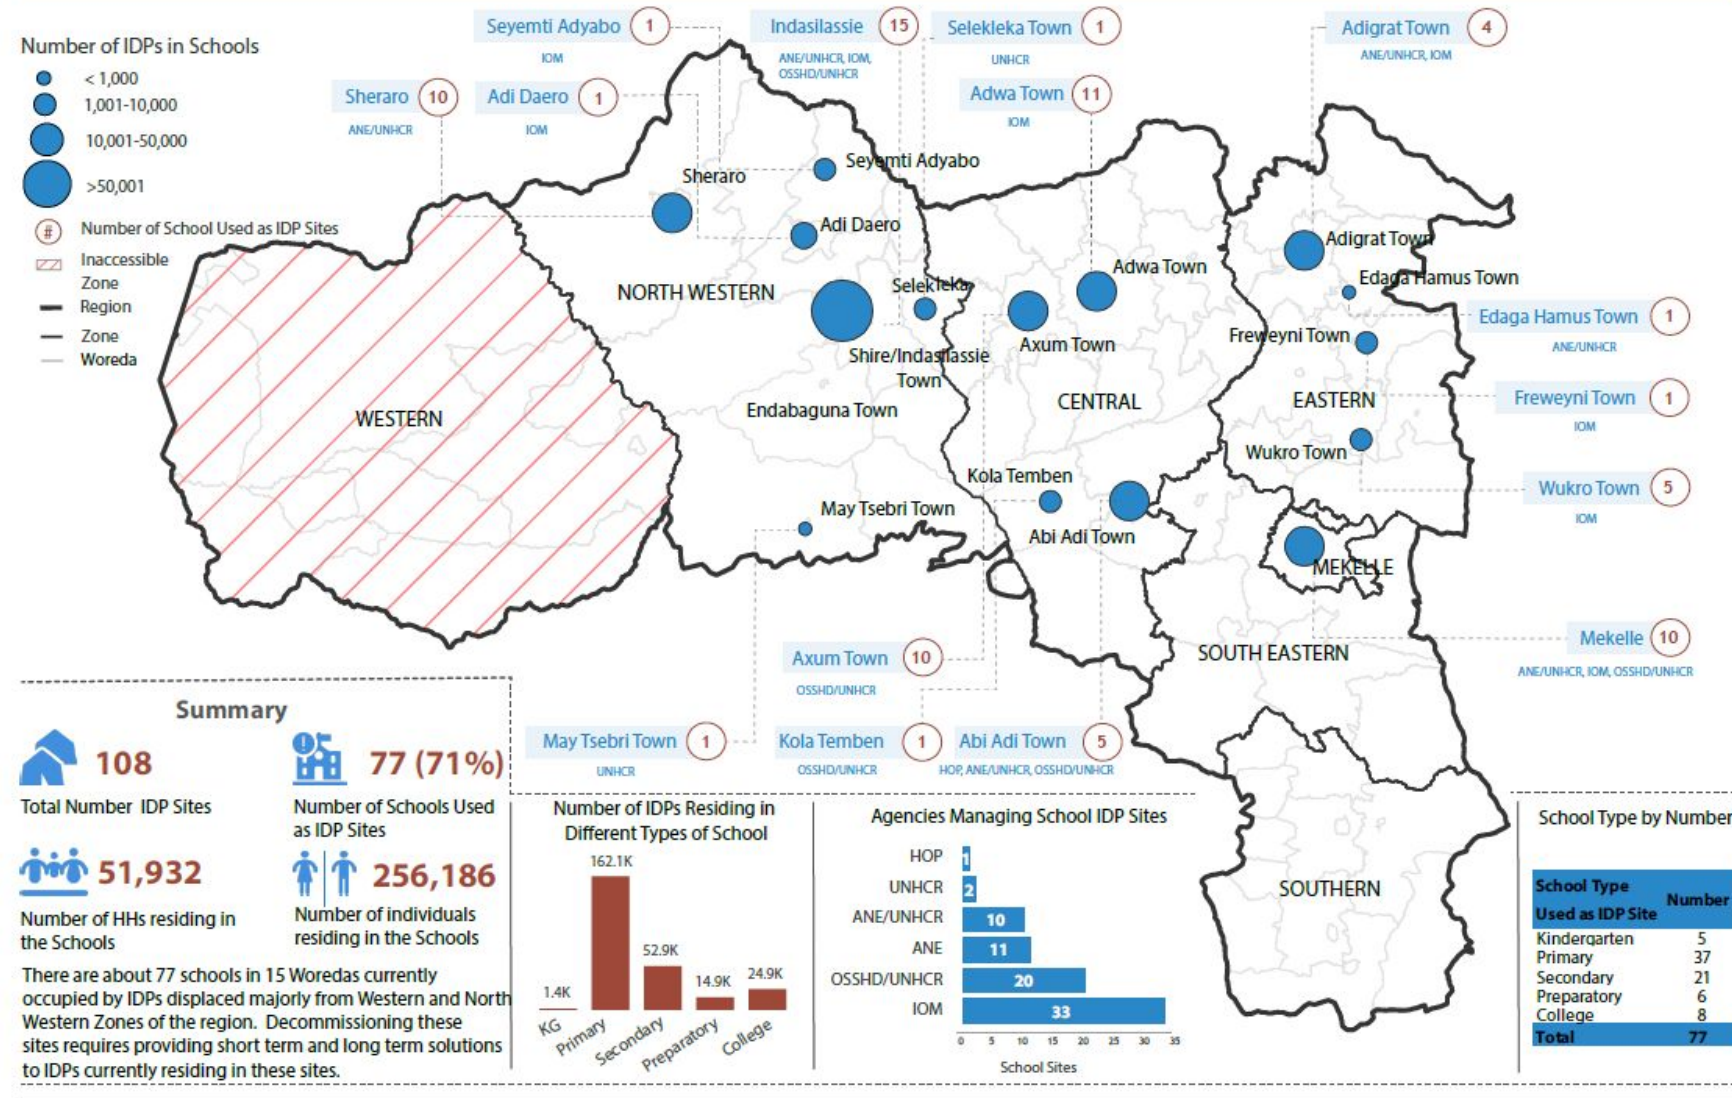 Number of IDPs in Schools
< 1,000
1,001-10,000
10,001-50,000
>50,001
# Number of School Used as IDP Sites
Inaccessible
Zone
Region
Zone
Woreda
Seyemti Adyabo 1
IOM
Indasilassie 15
ANE/UNHCR, IOM,
OSSHD/UNHCR
Selekleka Town 1
UNHCR
Adigrat Town 4
ANE/UNHCR, IOM
Sheraro 10
ANE/UNHCR
Adi Daero 1
IOM
Adwa Town 11
IOM
Seyemti Adyabo
Sheraro
Adi Daero
NORTH WESTERN
Selekleka
Adwa Town
Axum Town
Shire/Indasilassie
Town
Endabaguna Town
CENTRAL
WESTERN
Kola Temben
May Tsebri Town
Abi Adi Town
Adigrat Town
Edaga Hamus Town
Freweyni Town
EASTERN
Wukro Town
MEKELLE
SOUTH EASTERN
SOUTHERN
Edaga Hamus Town 1
ANE/UNHCR
Freweyni Town 1
IOM
Wukro Town 5
IOM
Mekelle 10
ANE/UNHCR, IOM, OSSHD/UNHCR
Axum Town 10
OSSHD/UNHCR
May Tsebri Town 1
UNHCR
Kola Temben 1
OSSHD/UNHCR
Abi Adi Town 5
HOP, ANE/UNHCR, OSSHD/UNHCR
Summary
108
Total Number IDP Sites
77 (71%)
Number of Schools Used
as IDP Sites
51,932
Number of HHs residing in
the Schools
256,186
Number of individuals
residing in the Schools
There are about 77 schools in 15 Woredas currently
occupied by IDPs displaced majorly from Western and North
Western Zones of the region. Decommissioning these
sites requires providing short term and long term solutions
to IDPs currently residing in these sites.
Number of IDPs Residing in
Different Types of School
162.1K
52.9K
14.9K
24.9K
1.4K
KG
Primary
Secondary
Preparatory
College
Agencies Managing School IDP Sites
HOP 1
UNHCR 2
ANE/UNHCR 10
ANE 11
OSSHD/UNHCR 20
IOM 33
0 5 10 15 20 25 30 35
School Sites
School Type by Number
School Type
Used as IDP Site Number
Kindergarten 5
Primary 37
Secondary 21
Preparatory 6
College 8
Total 77